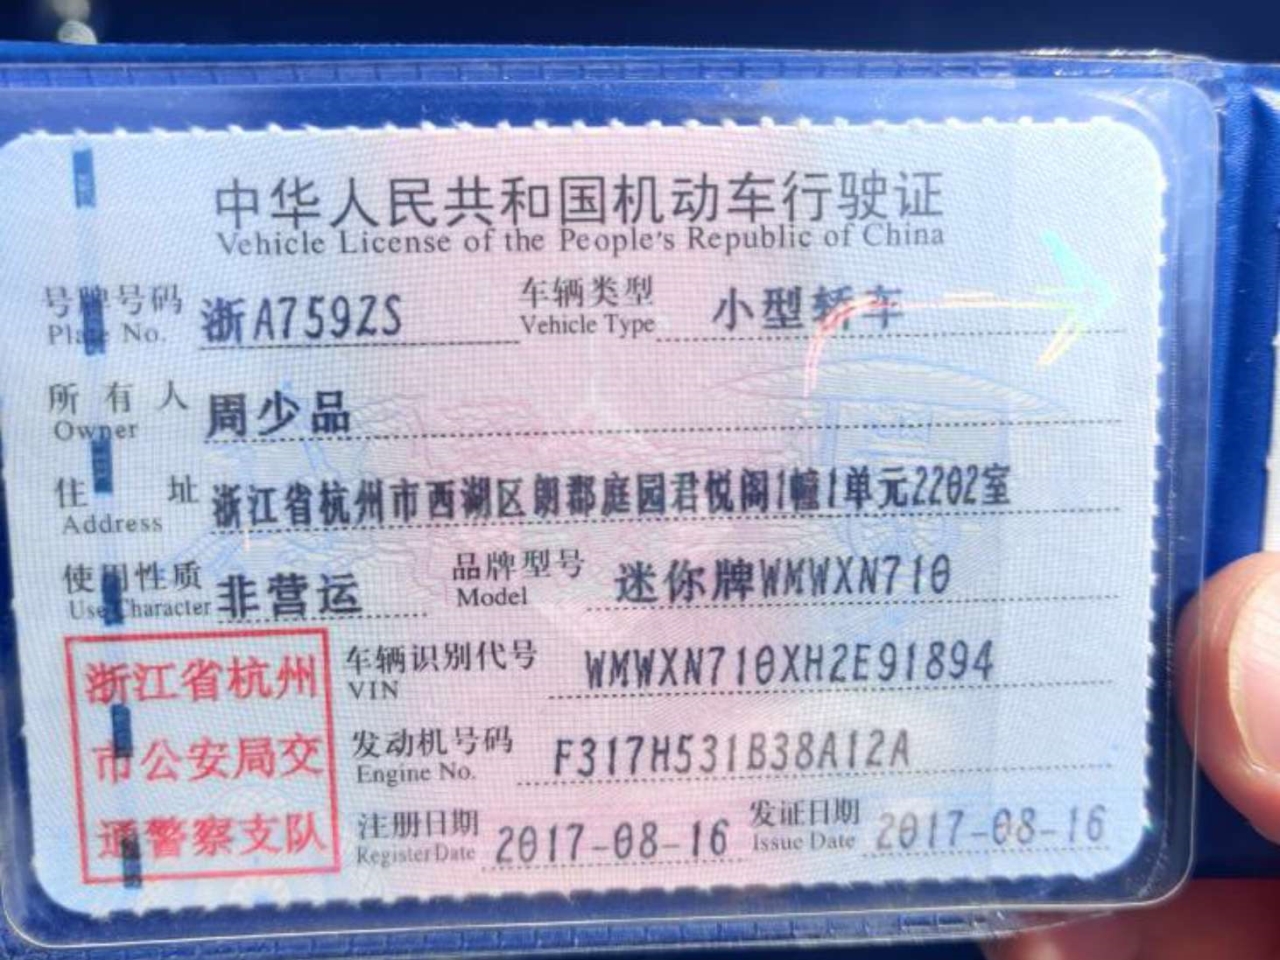 中华人民共和国机动车行驶证
Vehicle License of the People's Republic of China
号牌号码 浙A759ZS 车辆类型 小型轿车
Plate No. Vehicle Type
所有人 周少品
Owner
住址 浙江省杭州市西湖区朗郡庭园君悦阁1幢1单元2202室
Address
使用性质 非营运 品牌型号 迷你牌WMWXN710
Use Character Model
浙江省杭州
市公安局交
通警察支队
车辆识别代号 WMWXN710XH2E91894
VIN
发动机号码 F317H531B38A12A
Engine No.
注册日期 2017-08-16 发证日期 2017-08-16
Register Date Issue Date